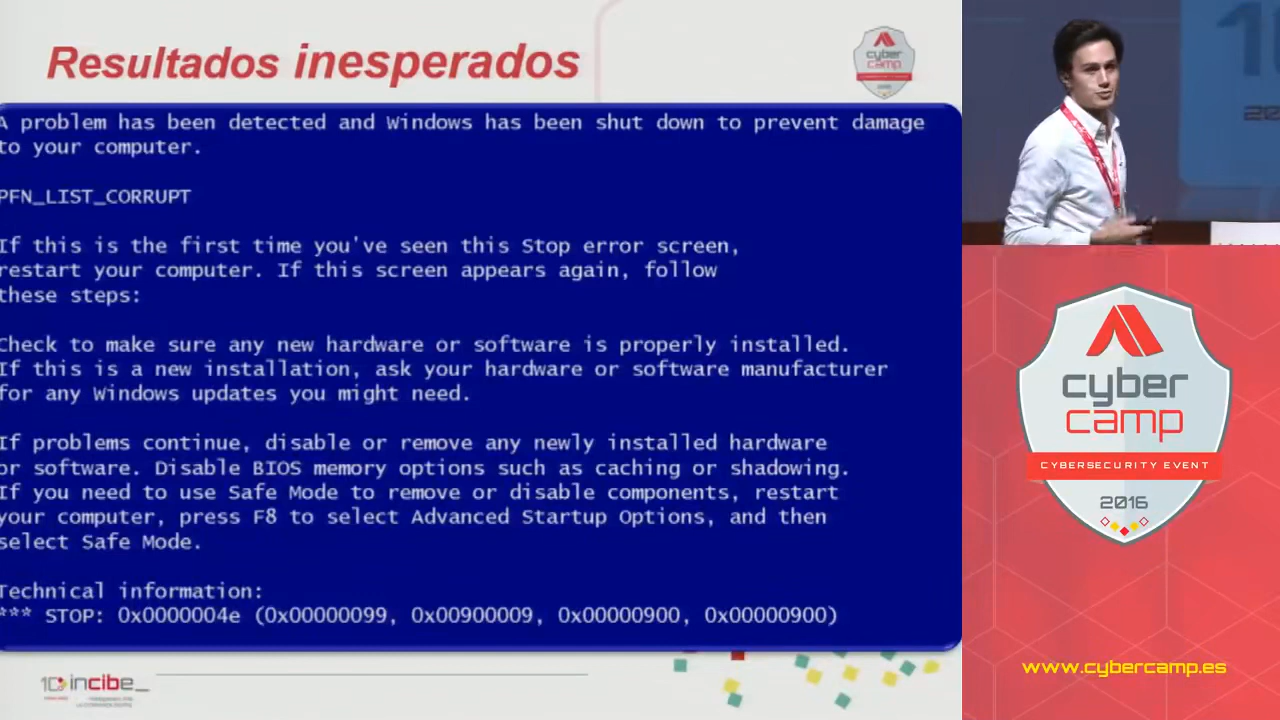 Resultados inesperados
cyber
camp
A problem has been detected and Windows has been shut down to prevent damage
to your computer.
PFN_LIST_CORRUPT
If this is the first time you've seen this Stop error screen,
restart your computer. If this screen appears again, follow
these steps:
Check to make sure any new hardware or software is properly installed.
If this is a new installation, ask your hardware or software manufacturer
for any Windows updates you might need.
If problems continue, disable or remove any newly installed hardware
or software. Disable BIOS memory options such as caching or shadowing.
If you need to use Safe Mode to remove or disable components, restart
your computer, press F8 to select Advanced Startup Options, and then
select Safe Mode.
Technical information:
*** STOP: 0x0000004e (0x00000099, 0x00900009, 0x00000900, 0x00000900)
10 incibe_
cyber
camp
CYBERSECURITY EVENT
2016
www.cybercamp.es